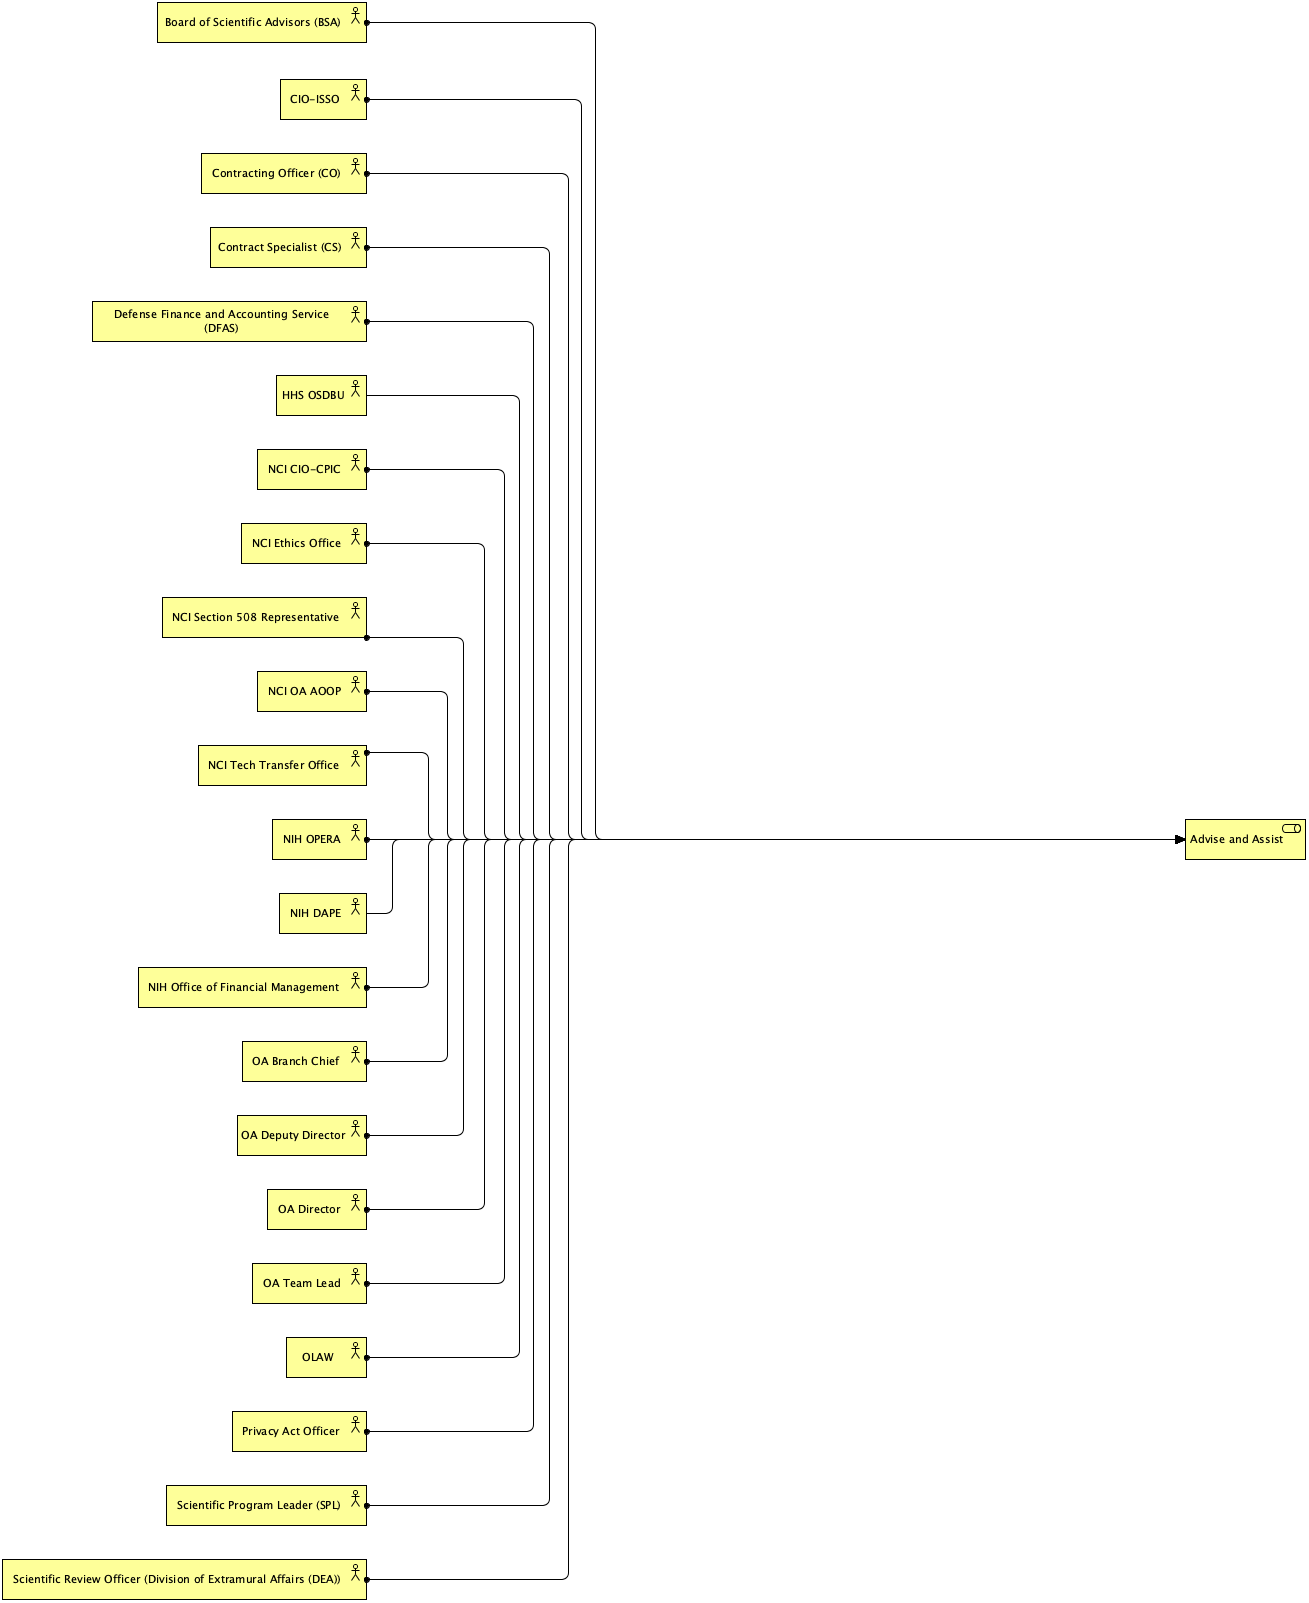 Board of Scientific Advisors (BSA)
CIO-ISSO
Contracting Officer (CO)
Contract Specialist (CS)
Defense Finance and Accounting Service
(DFAS)
HHS OSDBU
NCI CIO-CPIC
NCI Ethics Office
NCI Section 508 Representative
NCI OA AOOP
NCI Tech Transfer Office
NIH OPERA
Advise and Assist
NIH DAPE
NIH Office of Financial Management
OA Branch Chief
OA Deputy Director
OA Director
OA Team Lead
OLAW
Privacy Act Officer
Scientific Program Leader (SPL)
Scientific Review Officer (Division of Extramural Affairs (DEA))